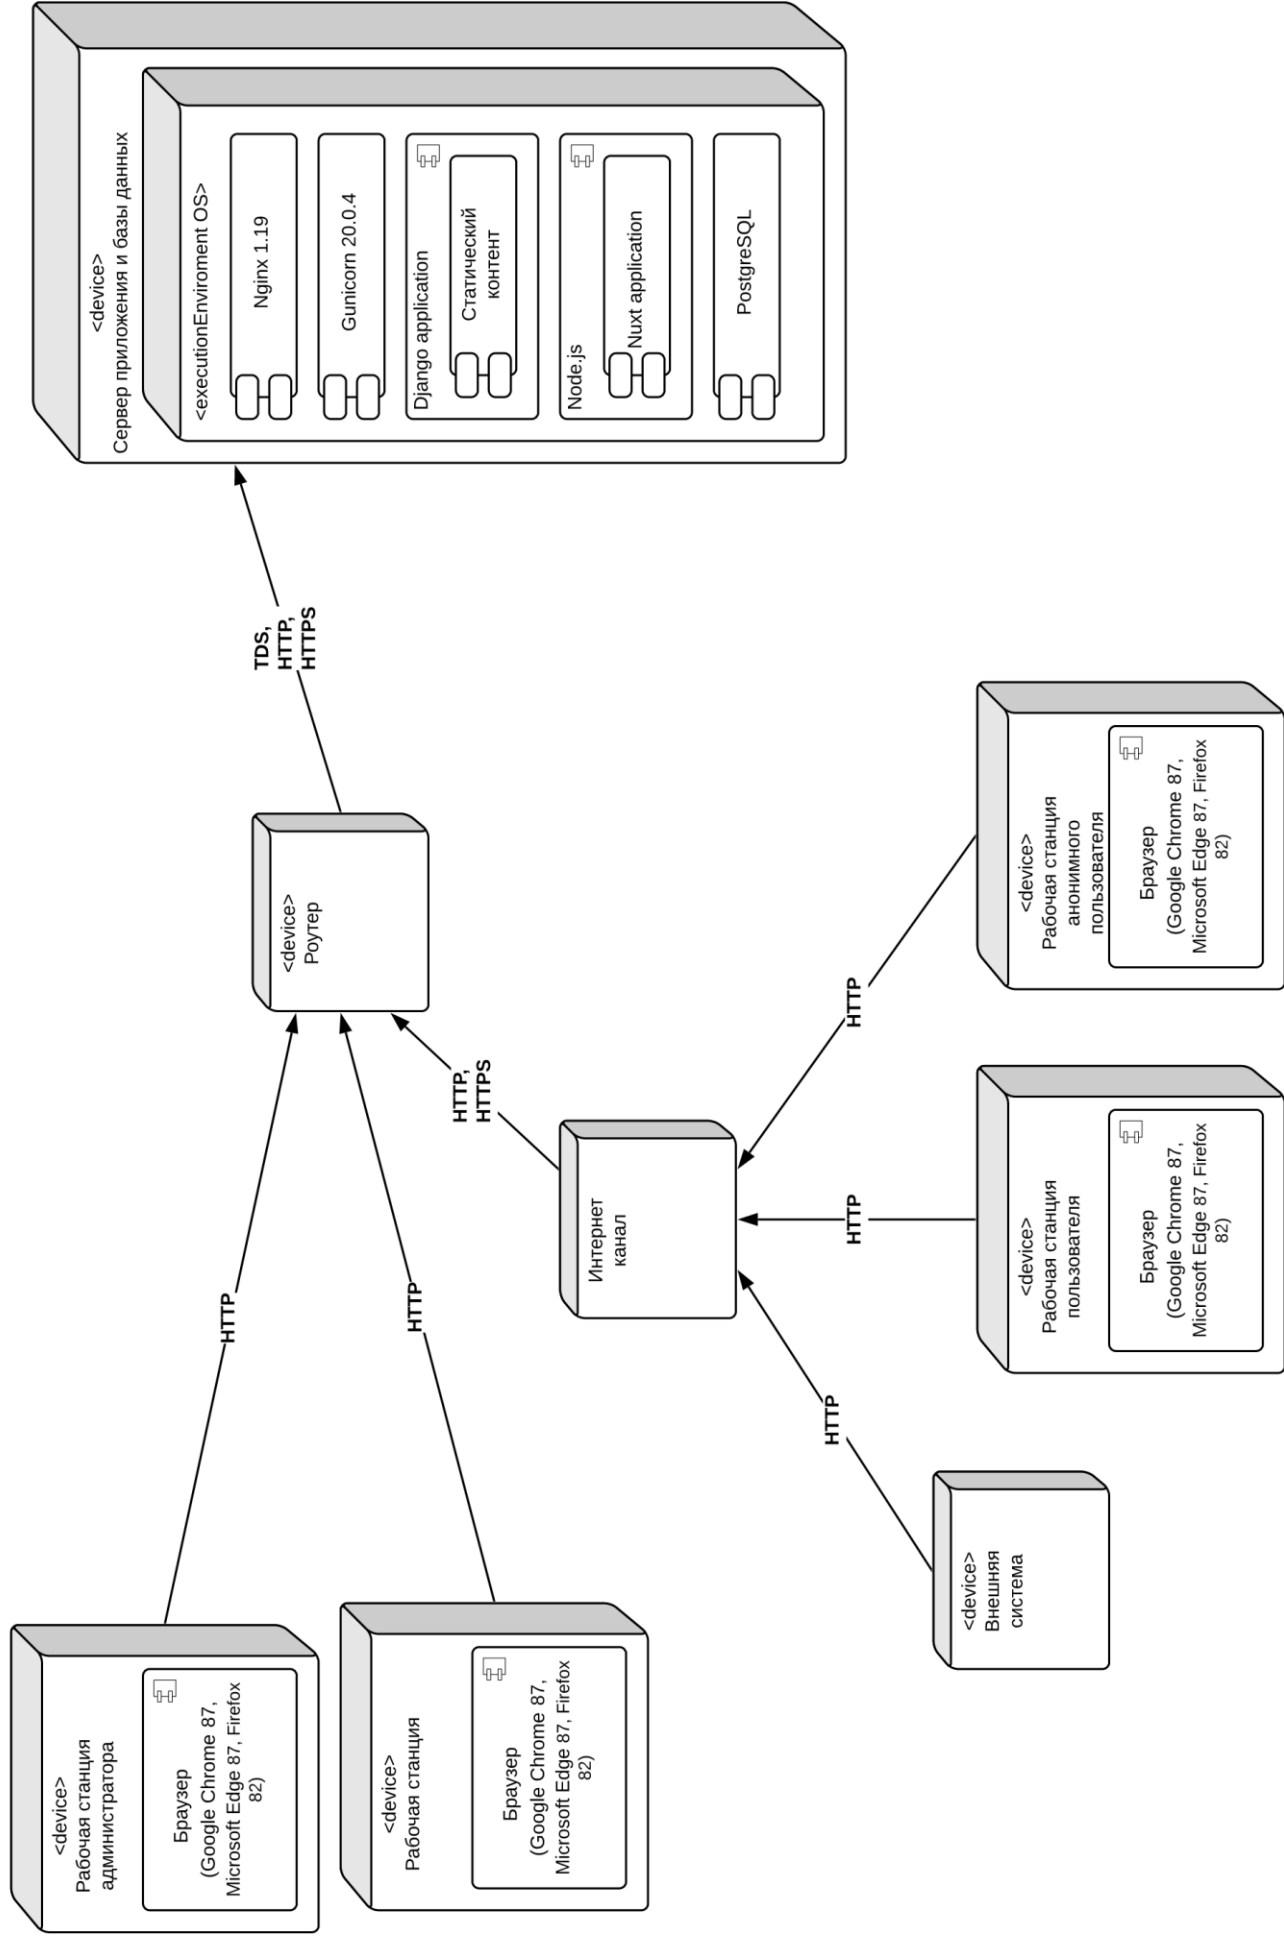 <device>
Сервер приложения и базы данных
<executionEnviroment OS>
Nginx 1.19
Gunicorn 20.0.4
Django application
Статический
контент
Node.js
Nuxt application
PostgreSQL
TDS,
HTTP,
HTTPS
<device>
Роутер
HTTP
HTTP
HTTP,
HTTPS
<device>
Рабочая станция
администратора
Браузер
(Google Chrome 87,
Microsoft Edge 87, Firefox
82)
<device>
Рабочая станция
Браузер
(Google Chrome 87,
Microsoft Edge 87, Firefox
82)
Интернет
канал
HTTP
HTTP
HTTP
<device>
Внешняя
система
<device>
Рабочая станция
пользователя
Браузер
(Google Chrome 87,
Microsoft Edge 87, Firefox
82)
<device>
Рабочая станция
анонимного
пользователя
Браузер
(Google Chrome 87,
Microsoft Edge 87, Firefox
82)